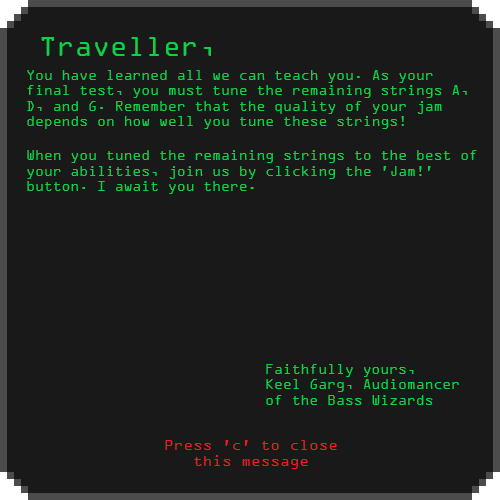 Traveller,
You have learned all we can teach you. As your
final test, you must tune the remaining strings A,
D, and G. Remember that the quality of your jam
depends on how well you tune these strings!
When you tuned the remaining strings to the best of
your abilities, join us by clicking the 'Jam!'
button. I await you there.
Faithfully yours,
Keel Garg, Audiomancer
of the Bass Wizards
Press 'c' to close
this message